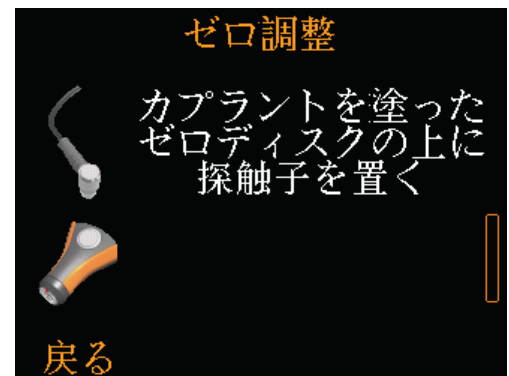 ゼロ調整
カプラントを塗った
ゼロディスクの上に
探触子を置く
戻る